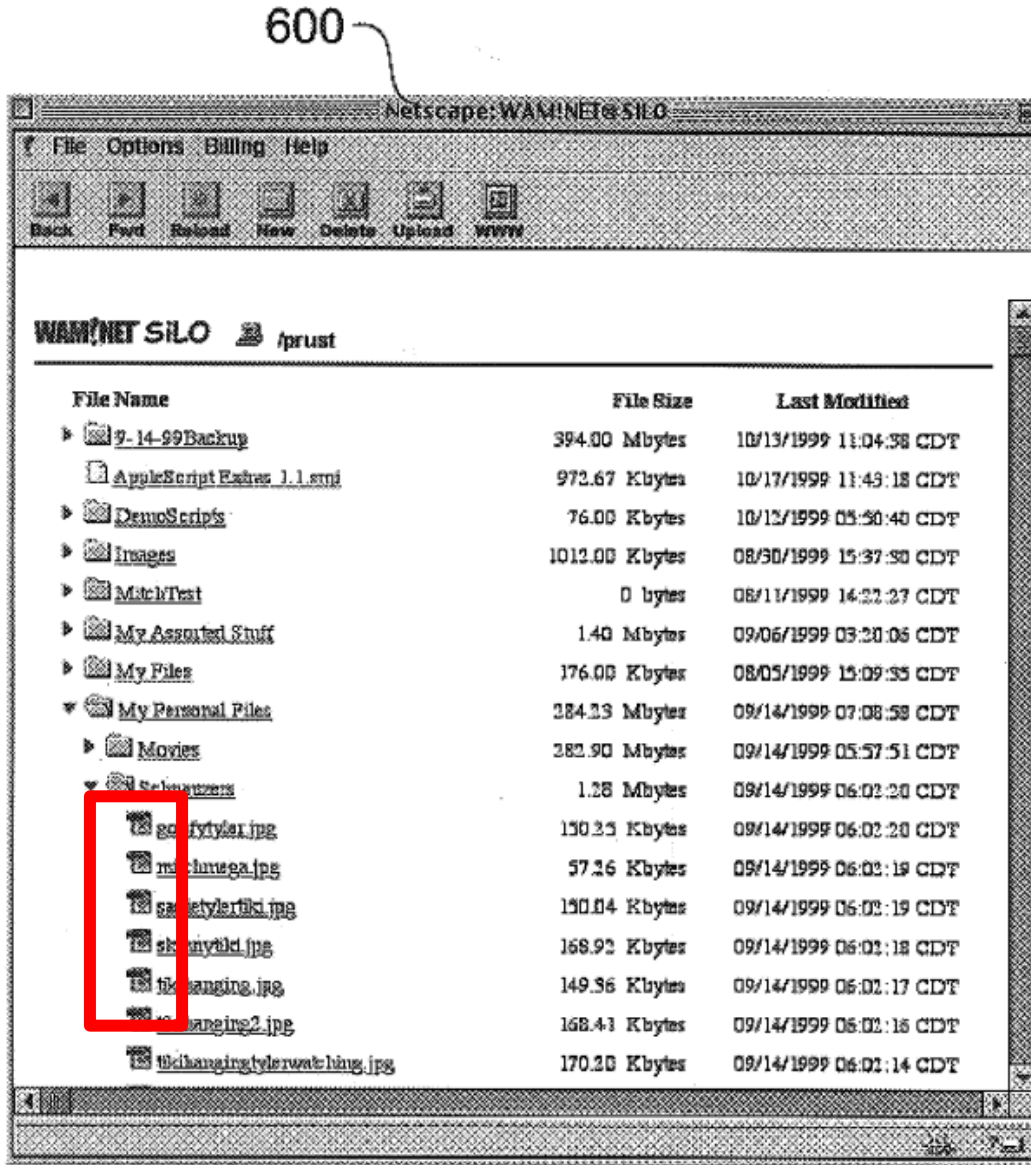 600
Netscape: WAM!NET@SILO
File Options Billing Help
Back Fwd Reload New Delete Upload WWW
WAM!NET SILO /prust
File Name File Size Last Modified
9-14-99Backup 394.00 Mbytes 10/13/1999 11:04:38 CDT
AppleScript Extras 1.1.smi 972.67 Kbytes 10/17/1999 11:43:18 CDT
DemoScripts 76.00 Kbytes 10/12/1999 05:50:40 CDT
Images 1012.00 Kbytes 08/30/1999 15:37:30 CDT
MitchTest 0 bytes 08/11/1999 14:22:27 CDT
My Assorted Stuff 1.40 Mbytes 09/06/1999 03:20:06 CDT
My Files 176.00 Kbytes 08/05/1999 15:09:35 CDT
My Personal Files 284.23 Mbytes 09/14/1999 07:08:58 CDT
Movies 282.90 Mbytes 09/14/1999 05:57:51 CDT
Schnauzers 1.28 Mbytes 09/14/1999 06:02:20 CDT
150.25 Kbytes 09/14/1999 06:02:20 CDT
57.26 Kbytes 09/14/1999 06:02:19 CDT
150.04 Kbytes 09/14/1999 06:02:19 CDT
168.92 Kbytes 09/14/1999 06:02:18 CDT
149.36 Kbytes 09/14/1999 06:02:17 CDT
168.41 Kbytes 09/14/1999 06:02:16 CDT
tikihangingtylerwatching.jpg 170.20 Kbytes 09/14/1999 06:02:14 CDT